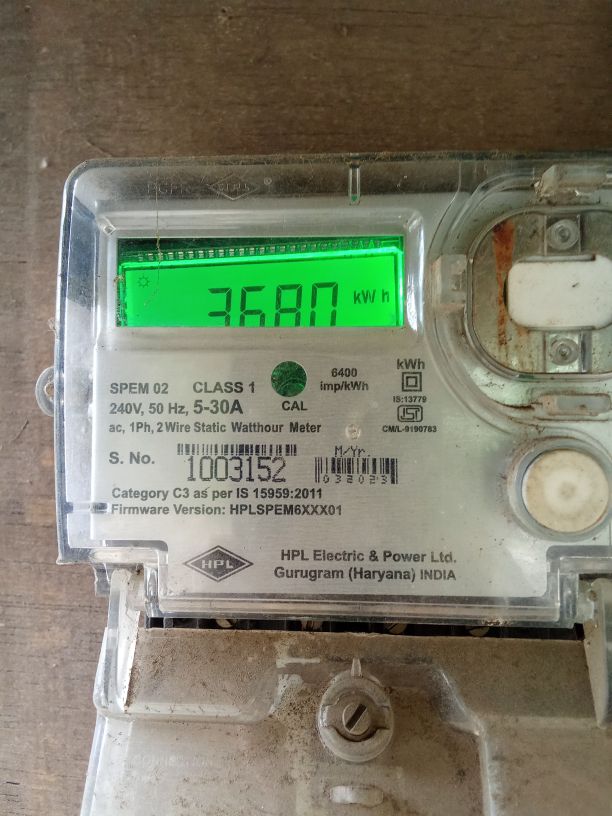 HPL
3680 kWh
6400
imp/kWh
kWh
SPEM 02 CLASS 1
240V, 50 Hz, 5-30A
CAL
IS:13779
ac, 1Ph, 2 Wire Static Watthour Meter
CM/L-9190783
S. No. 1003152
M/Yr.
032023
Category C3 as per IS 15959:2011
Firmware Version: HPLSPEM6XXX01
HPL
HPL Electric & Power Ltd.
Gurugram (Haryana) INDIA